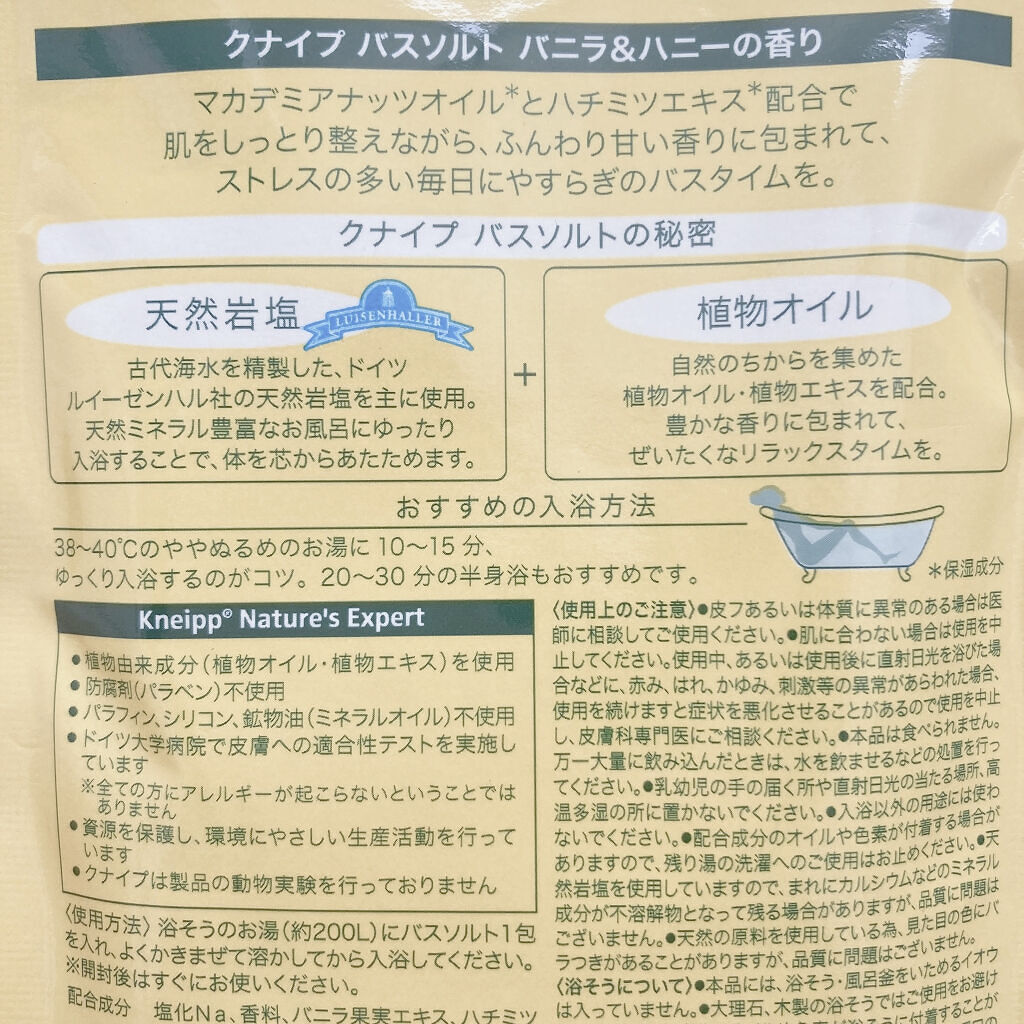 クナイプ バスソルト バニラ&ハニーの香り
マカデミアナッツオイル*とハチミツエキス*配合で
肌をしっとり整えながら、ふんわり甘い香りに包まれて、
ストレスの多い毎日にやすらぎのバスタイムを。
クナイプ バスソルトの秘密
天然岩塩
LUISENHALLER
古代海水を精製した、ドイツ
ルイーゼンハル社の天然岩塩を主に使用。
天然ミネラル豊富なお風呂にゆったり
入浴することで、体を芯からあたためます。
+
植物オイル
自然のちからを集めた
植物オイル・植物エキスを配合。
豊かな香りに包まれて、
ぜいたくなリラックスタイムを。
おすすめの入浴方法
38〜40℃のややぬるめのお湯に 10〜15 分、
ゆっくり入浴するのがコツ。20〜30 分の半身浴もおすすめです。
*保湿成分
Kneipp® Nature's Expert
●植物由来成分(植物オイル・植物エキス)を使用
●防腐剤(パラベン)不使用
●パラフィン、シリコン、鉱物油(ミネラルオイル)不使用
●ドイツ大学病院で皮膚への適合性テストを実施し
ています
※全ての方にアレルギーが起こらないということでは
ありません
●資源を保護し、環境にやさしい生産活動を行って
います
●クナイプは製品の動物実験を行っておりません
〈使用方法〉浴そうのお湯(約200L)にバスソルト1包
を入れ、よくかきまぜて溶かしてから入浴してください。
※開封後はすぐにお使いください。
配合成分 塩化Na、香料、バニラ果実エキス、ハチミツ
〈使用上のご注意〉●皮フあるいは体質に異常のある場合は医
師に相談してご使用ください。●肌に合わない場合は使用を中
止してください。使用中、あるいは使用後に直射日光を浴びた場
合などに、赤み、はれ、かゆみ、刺激等の異常があらわれた場合、
使用を続けますと症状を悪化させることがあるので使用を中止
し、皮膚科専門医にご相談ください。●本品は食べられません。
万一大量に飲み込んだときは、水を飲ませるなどの処置を行っ
てください。●乳幼児の手の届く所や直射日光の当たる場所、高
温多湿の所に置かないでください。●入浴以外の用途には使わ
ないでください。●配合成分のオイルや色素が付着する場合が
ありますので、残り湯の洗濯へのご使用はお止めください。●天
然岩塩を使用していますので、まれにカルシウムなどのミネラル
成分が不溶解物となって残る場合がありますが、品質に問題は
ございません。●天然の原料を使用している為、見た目の色にバ
ラつきがあることがありますが、品質に問題はございません。
〈浴そうについて〉●本品には、浴そう・風呂釜をいためるイオウ
は入っていません。●大理石、木製の浴そうではご使用をお避け